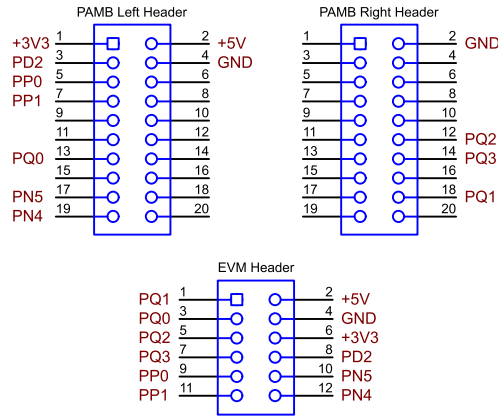 PAMB Left Header PAMB Right Header
+3V3 1 2 +5V 1 2 GND
PD2 3 4 GND 3 4
PP0 5 6 5 6
PP1 7 8 7 8
9 10 9 10
11 12 11 12 PQ2
PQ0 13 14 13 14 PQ3
15 16 15 16
PN5 17 18 17 18 PQ1
PN4 19 20 19 20
EVM Header
PQ1 1 2 +5V
PQ0 3 4 GND
PQ2 5 6 +3V3
PQ3 7 8 PD2
PP0 9 10 PN5
PP1 11 12 PN4